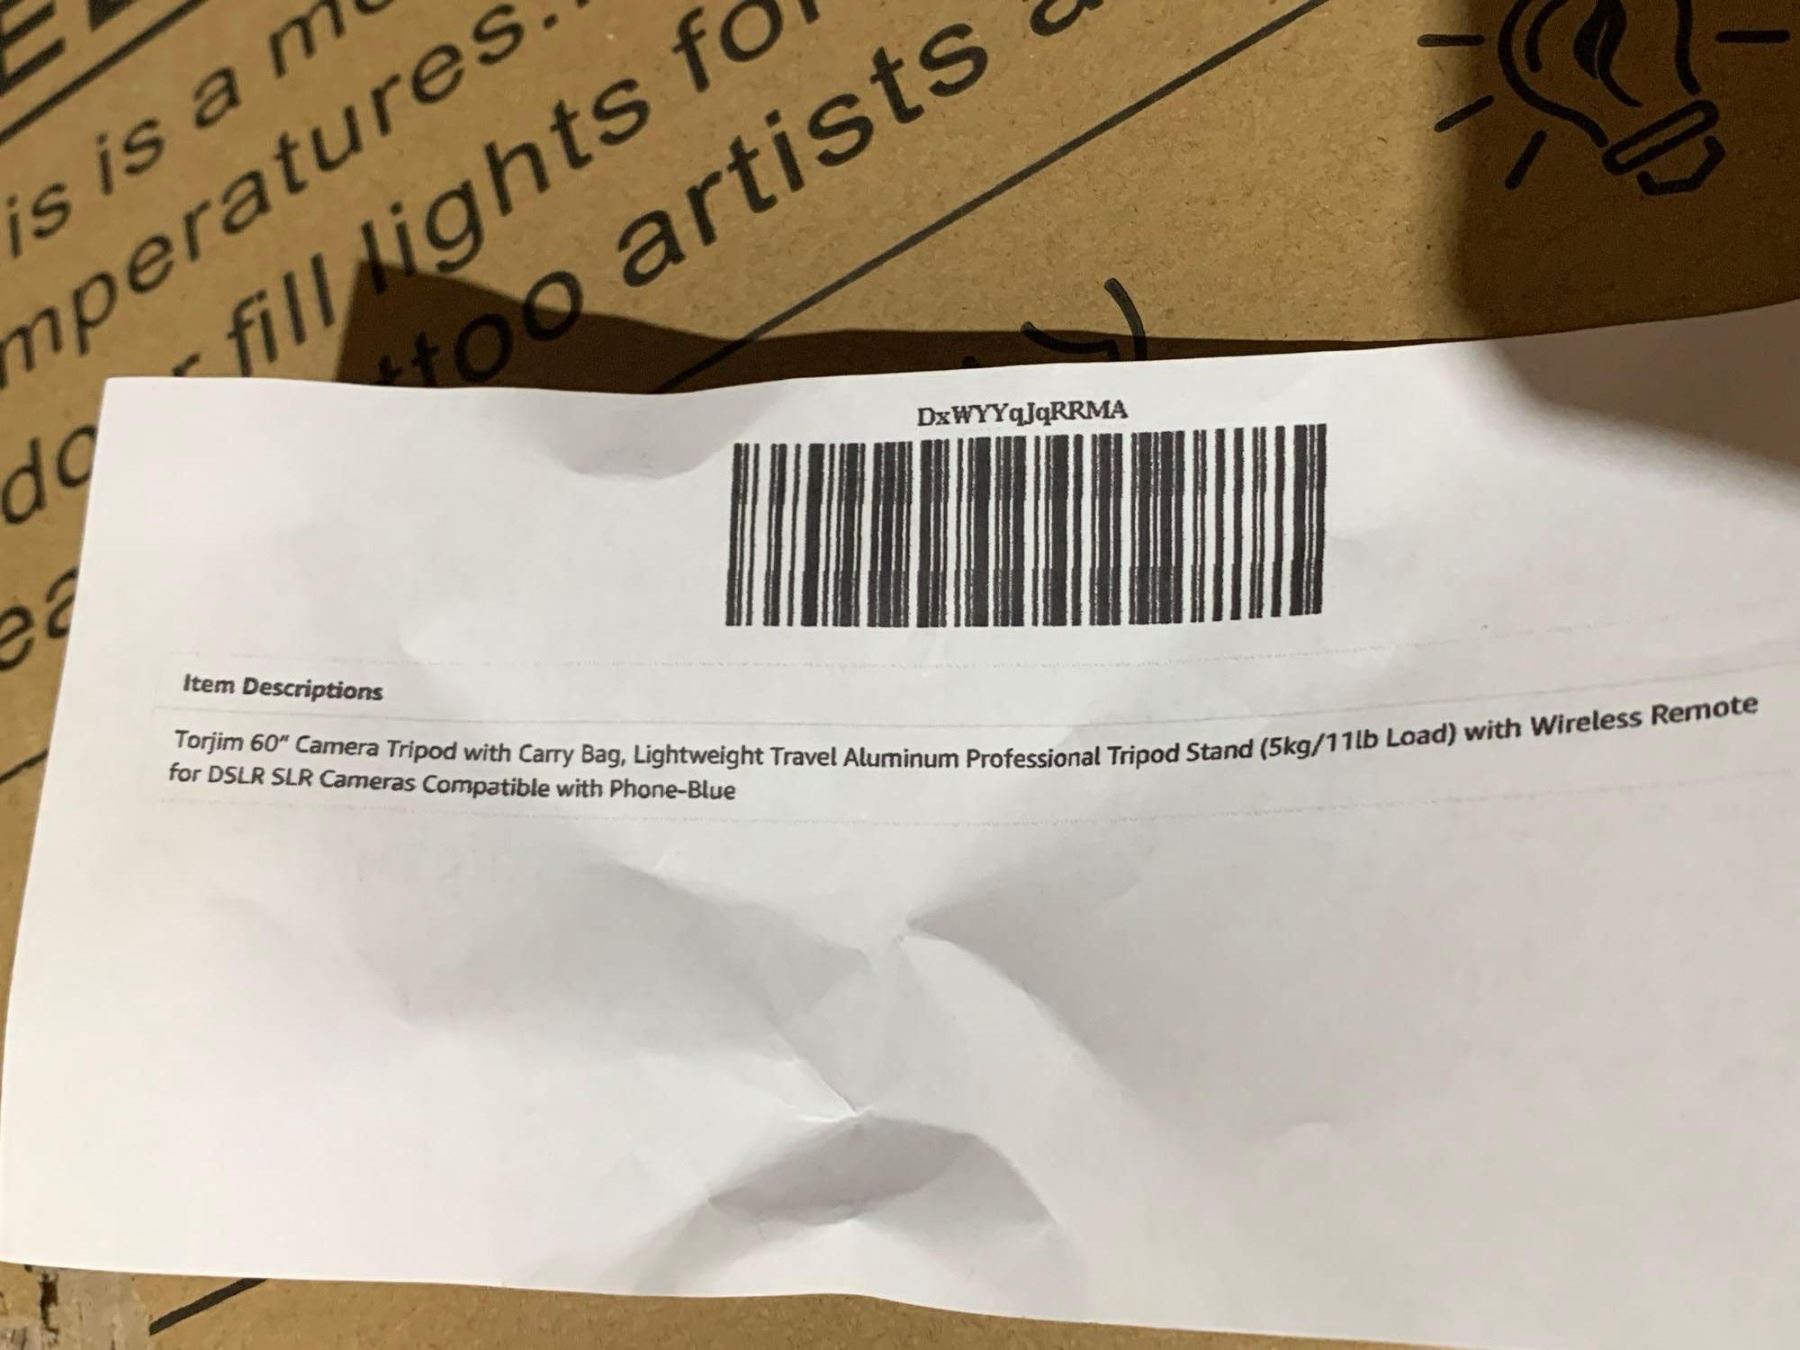 is is a
mperatures.
fill lights
ttoo artists
DxWYYqJqRRMA
Item Descriptions
Torjim 60” Camera Tripod with Carry Bag, Lightweight Travel Aluminum Professional Tripod Stand (5kg/11lb Load) with Wireless Remote
for DSLR SLR Cameras Compatible with Phone-Blue